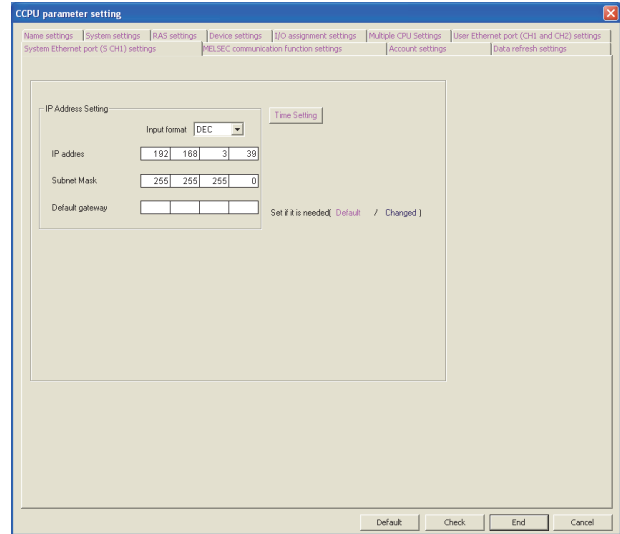 CCPU parameter setting
Name settings System settings RAS settings Device settings I/O assignment settings Multiple CPU Settings User Ethernet port (CH1 and CH2) settings
System Ethernet port (S CH1) settings MELSEC communication function settings Account settings Data refresh settings
IP Address Setting
Time Setting
Input format DEC
IP addres 192 168 3 39
Subnet Mask 255 255 255 0
Default gateway
Set if it is needed( Default / Changed )
Default Check End Cancel